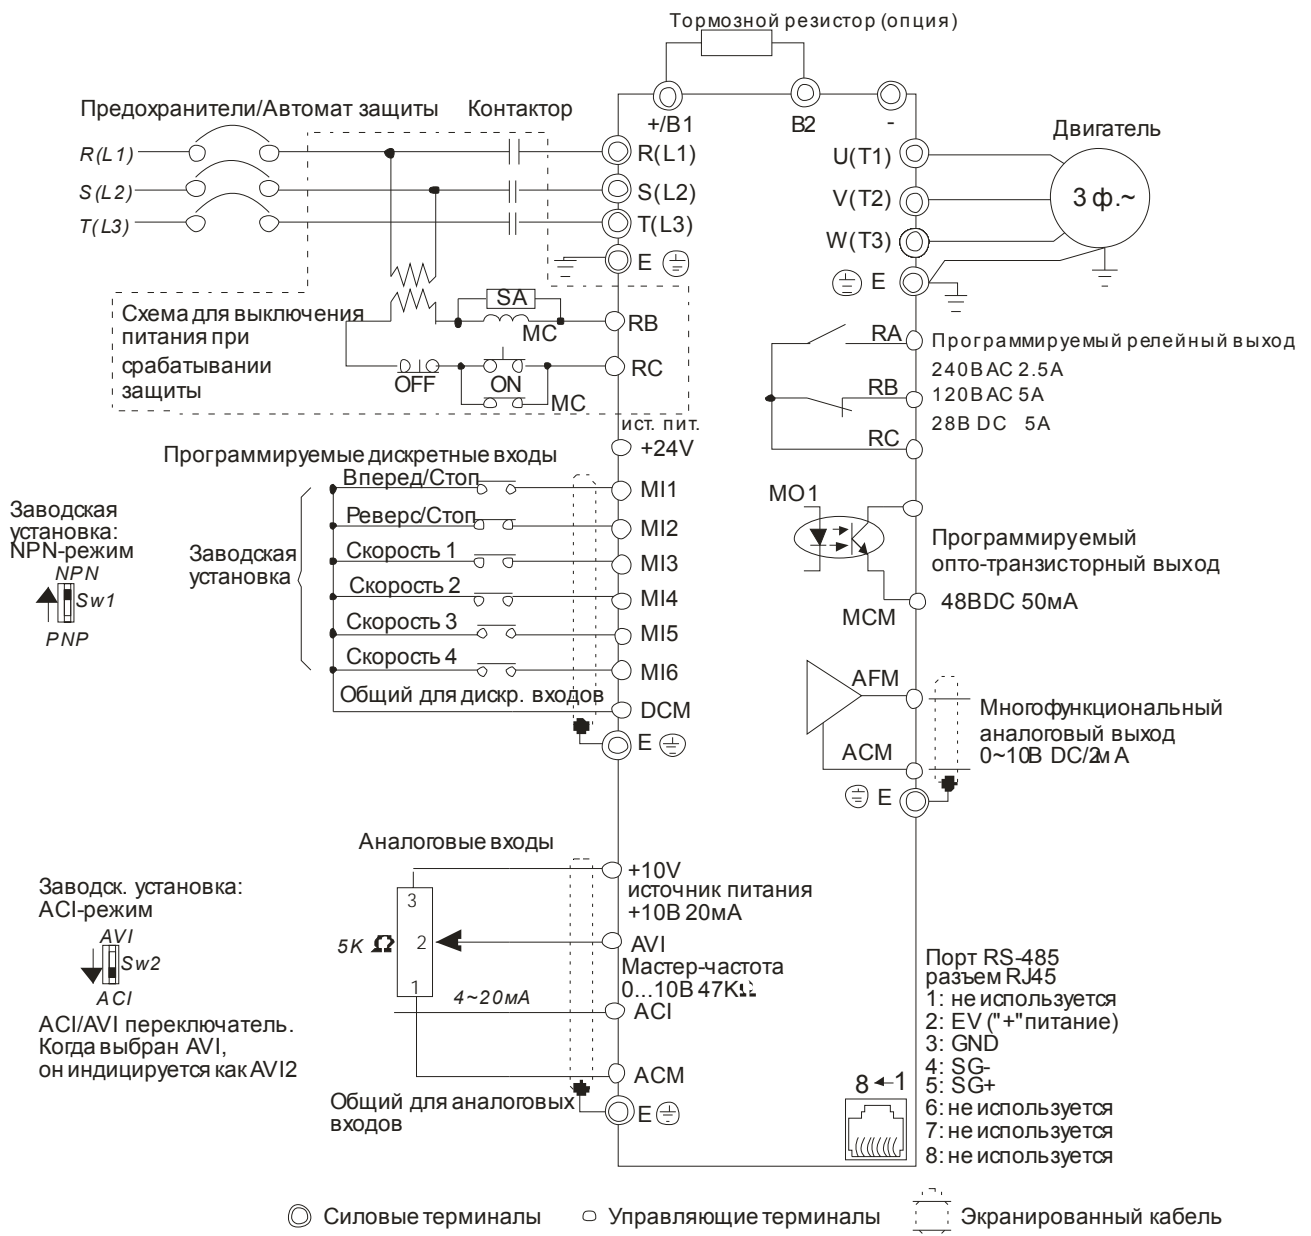 Тормозной резистор (опция)
Предохранители/Автомат защиты
Контактор
+/B1
B2
-
Двигатель
R(L1)
R(L1)
U(T1)
S(L2)
S(L2)
V(T2)
3 ф.~
T(L3)
T(L3)
W(T3)
E
E
Схема для выключения
питания при
срабатывании
защиты
SA
MC
RB
OFF
ON
MC
RC
RA
Программируемый релейный выход
240В AC 2.5А
RB
120В AC 5А
28В DC 5А
RC
ист. пит.
+24V
Программируемые дискретные входы
Вперед/Стоп
MI1
Реверс/Стоп
MI2
Скорость 1
MI3
Скорость 2
MI4
Скорость 3
MI5
Скорость 4
MI6
Общий для дискр. входов
DCM
E
Заводская
установка:
NPN-режим
NPN
Sw1
PNP
Заводская
установка
MO1
Программируемый
опто-транзисторный выход
MCM
48ВDC 50мА
AFM
Многофункциональный
аналоговый выход
0~10В DC/2мА
ACM
E
Аналоговые входы
+10V
источник питания
+10В 20мА
3
2
1
5K Ω
AVI
Мастер-частота
0...10В 47KΩ
4~20мА
ACI
ACM
Общий для аналоговых
входов
E
Заводск. установка:
ACI-режим
AVI
Sw2
ACI
ACI/AVI переключатель.
Когда выбран AVI,
он индицируется как AVI2
Порт RS-485
разъем RJ45
1: не используется
2: EV ("+"питание)
3: GND
4: SG-
5: SG+
6: не используется
7: не используется
8: не используется
8←1
Силовые терминалы
Управляющие терминалы
Экранированный кабель